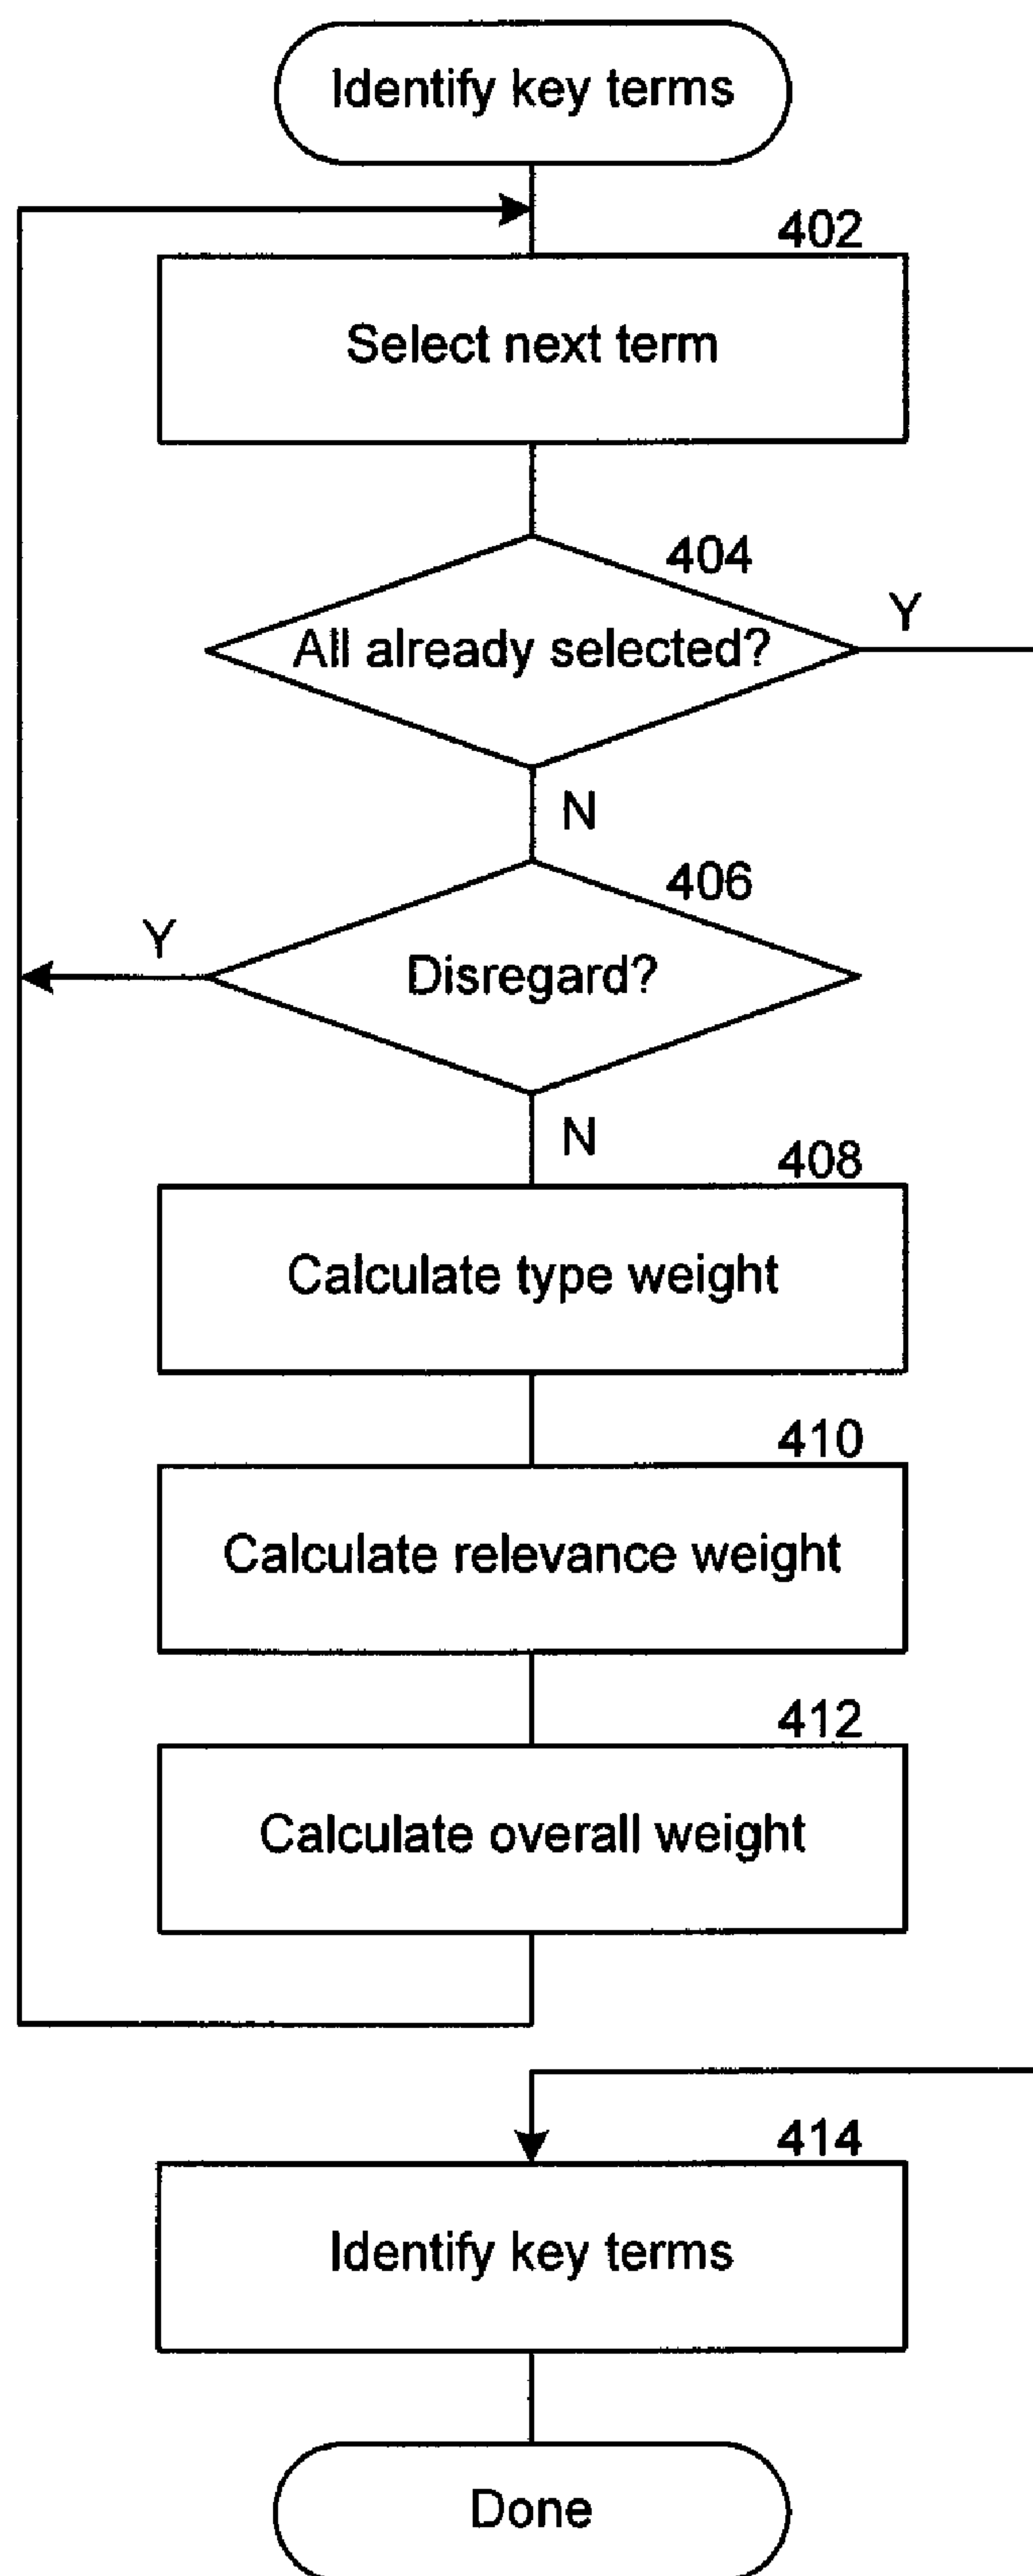 Identify key terms
402
Select next term
404
Y
All already selected?
N
406
Y
Disregard?
N
408
Calculate type weight
410
Calculate relevance weight
412
Calculate overall weight
414
Identify key terms
Done